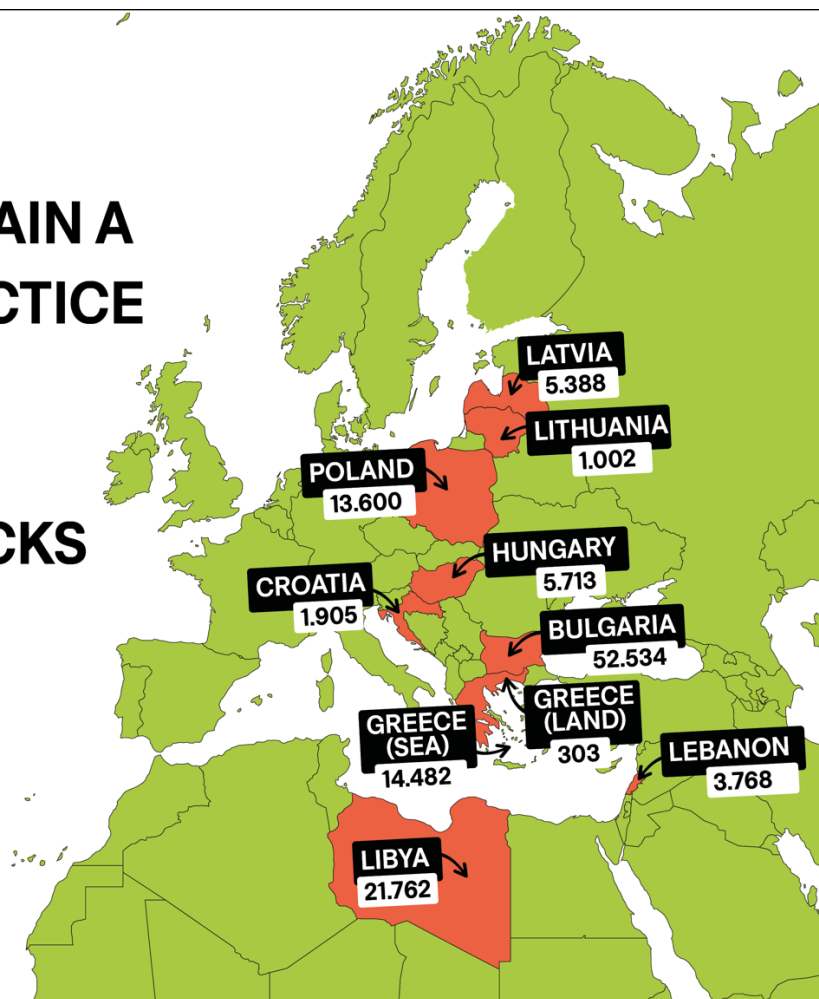 AIN A
CTICE
CKS
LATVIA
5.388
LITHUANIA
1.002
POLAND
13.600
HUNGARY
5.713
CROATIA
1.905
BULGARIA
52.534
GREECE
(LAND)
303
GREECE
(SEA)
14.482
LEBANON
3.768
LIBYA
21.762